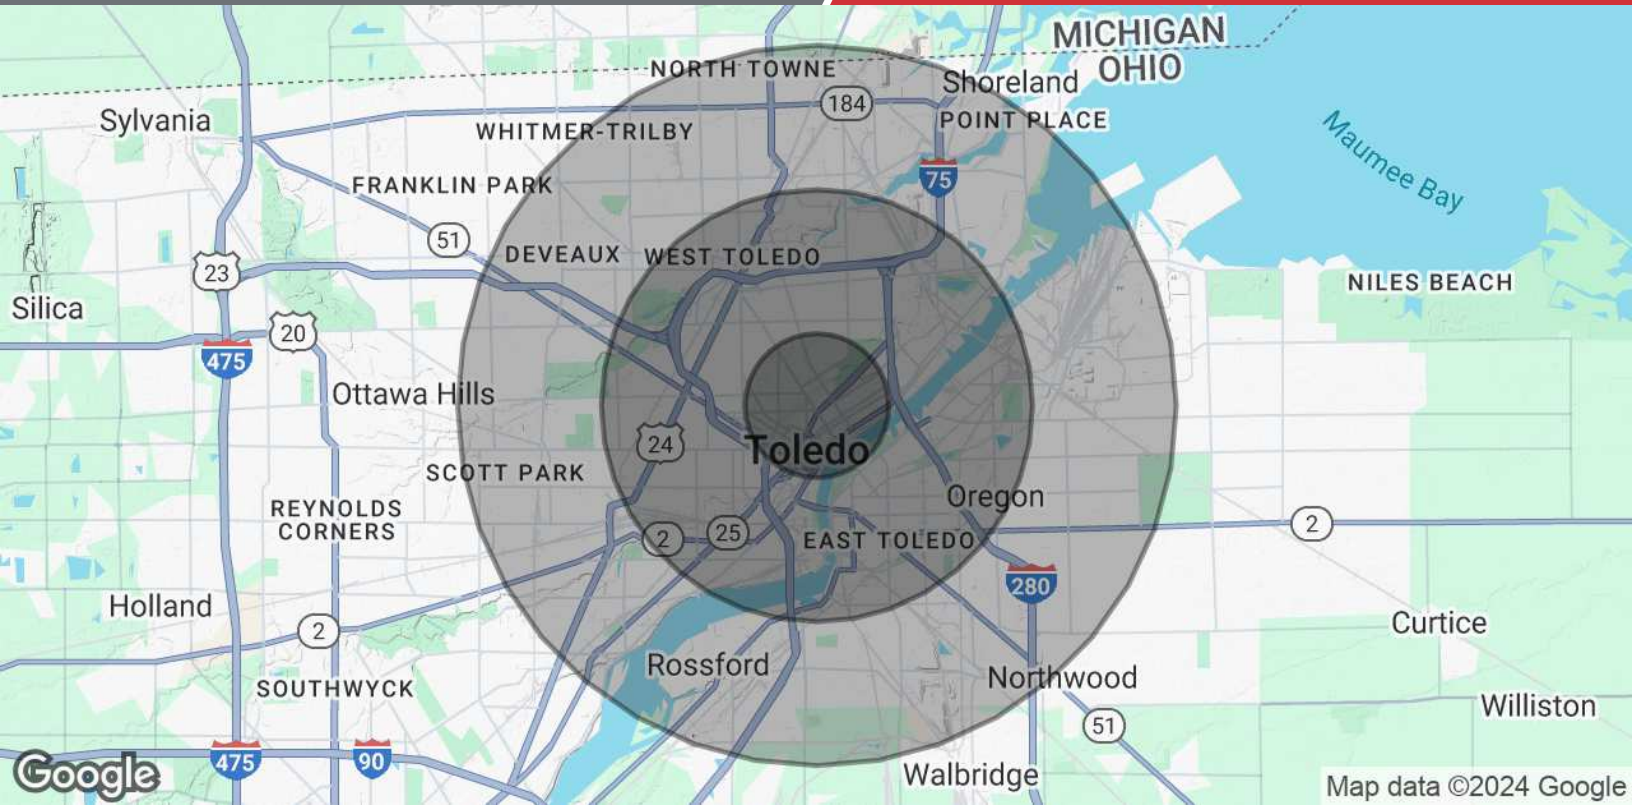 MICHIGAN
OHIO
NORTH TOWNE
Shoreland
184
POINT PLACE
Sylvania
WHITMER-TRILBY
Maumee Bay
75
FRANKLIN PARK
51
DEVEAUX
WEST TOLEDO
23
NILES BEACH
Silica
20
475
Ottawa Hills
24
Toledo
SCOTT PARK
Oregon
REYNOLDS
CORNERS
2
25
2
EAST TOLEDO
280
Holland
2
Curtice
Rossford
Northwood
SOUTHWYCK
Williston
51
475
90
Google
Walbridge
Map data ©2024 Google